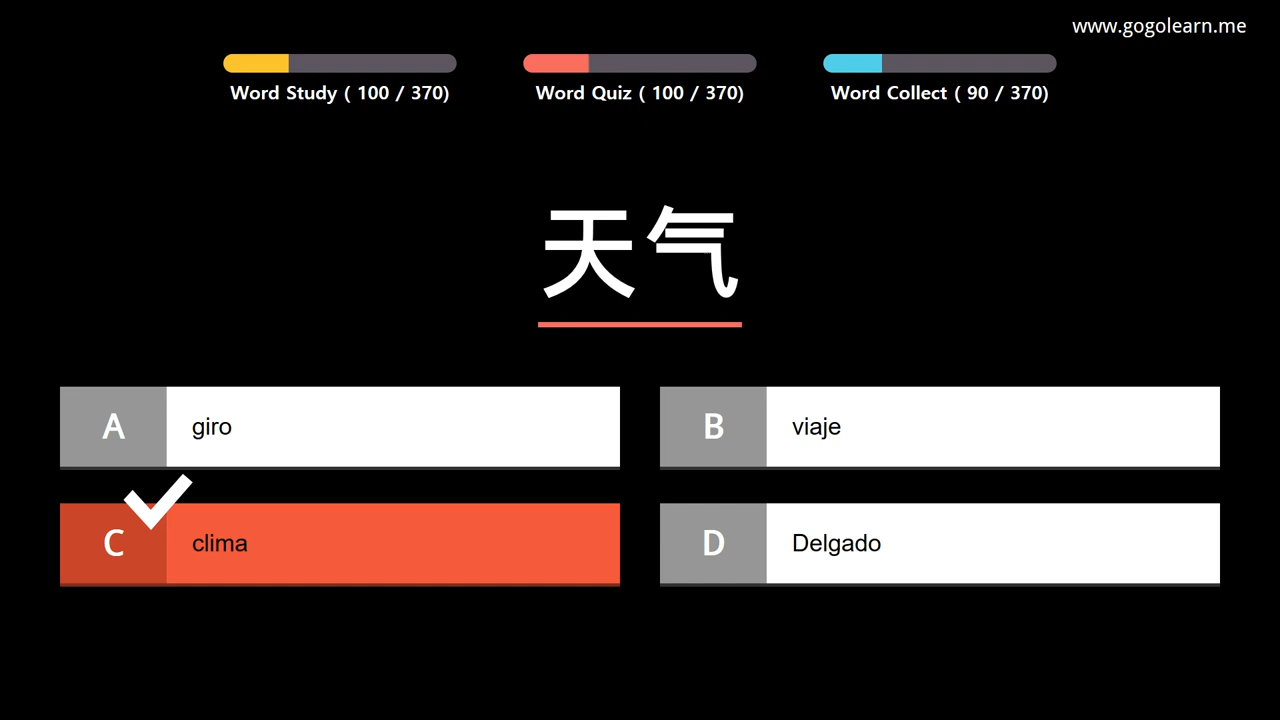 www.gogolearn.me
Word Study ( 100 / 370)
Word Quiz ( 100 / 370)
Word Collect ( 90 / 370)
天气
A giro
B viaje
C clima
D Delgado